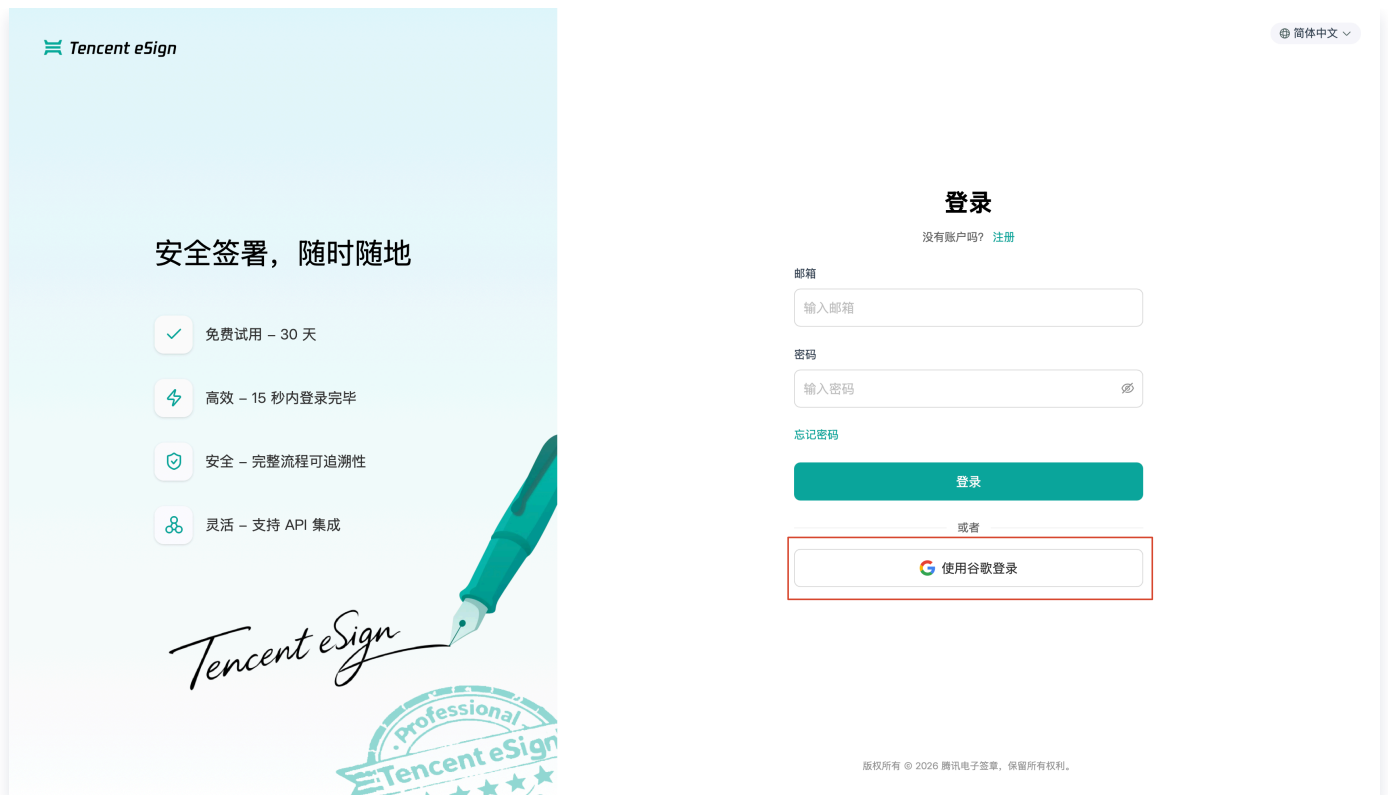 Tencent eSign
简体中文
安全签署，随时随地
免费试用 – 30 天
高效 – 15 秒内登录完毕
安全 – 完整流程可追溯性
灵活 – 支持 API 集成
Tencent eSign
Professional
Tencent eSign
登录
没有账户吗？ 注册
邮箱
输入邮箱
密码
输入密码
忘记密码
登录
或者
使用谷歌登录
版权所有 © 2026 腾讯电子签章，保留所有权利。